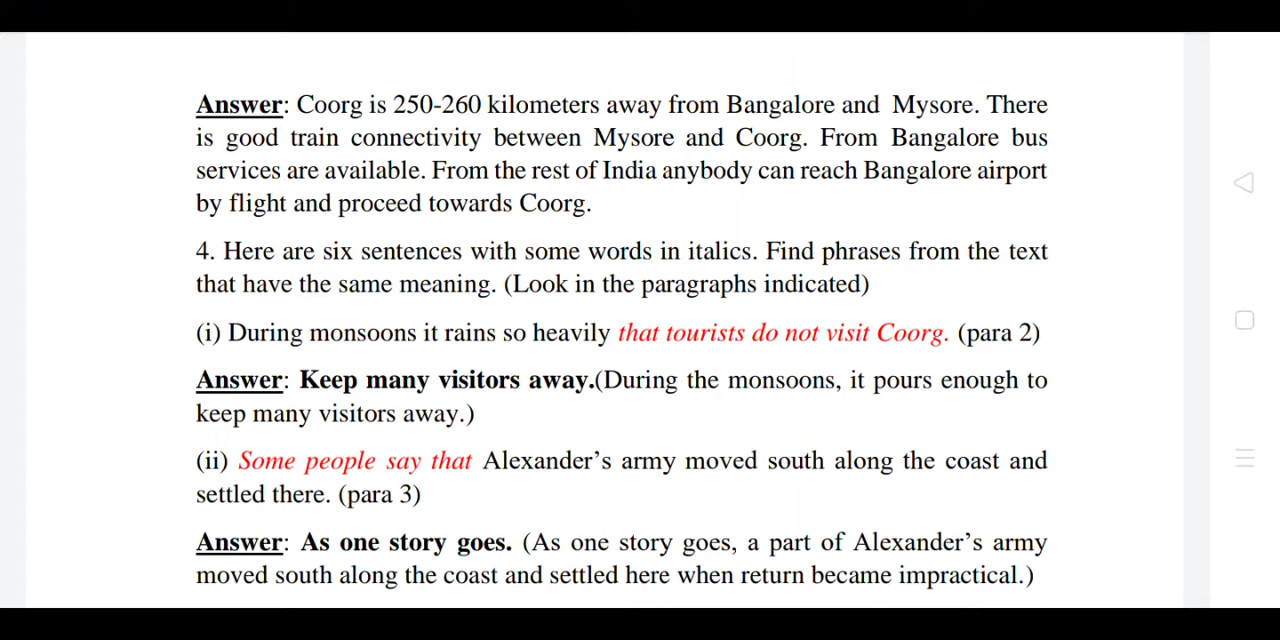 Answer: Coorg is 250-260 kilometers away from Bangalore and Mysore. There
is good train connectivity between Mysore and Coorg. From Bangalore bus
services are available. From the rest of India anybody can reach Bangalore airport
by flight and proceed towards Coorg.
4. Here are six sentences with some words in italics. Find phrases from the text
that have the same meaning. (Look in the paragraphs indicated)
(i) During monsoons it rains so heavily that tourists do not visit Coorg. (para 2)
Answer: Keep many visitors away.(During the monsoons, it pours enough to
keep many visitors away.)
(ii) Some people say that Alexander’s army moved south along the coast and
settled there. (para 3)
Answer: As one story goes. (As one story goes, a part of Alexander’s army
moved south along the coast and settled here when return became impractical.)